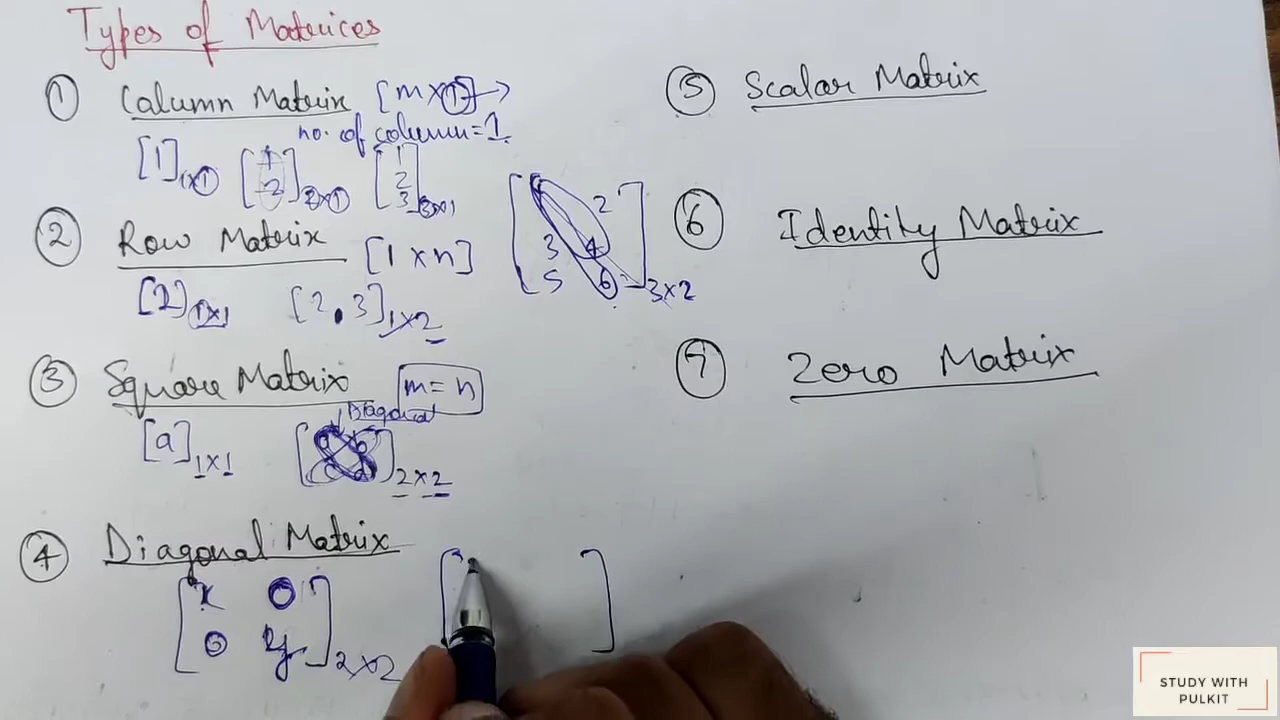 Types of Matrices
① Column Matrix [m×1]→
no. of column=1.
[1]1×1 [1 2]2×1 [1 2 3]3×1
② Row Matrix [1×n]
[2]1×1 [2,3]1×2
[ 2
3 4
5 6 ]3×2
③ Square Matrix m=n
Diagonal
[a]1×1 [ ]2×2
④ Diagonal Matrix
[x 0
0 y]2×2
⑤ Scalar Matrix
⑥ Identity Matrix
⑦ Zero Matrix
STUDY WITH
PULKIT